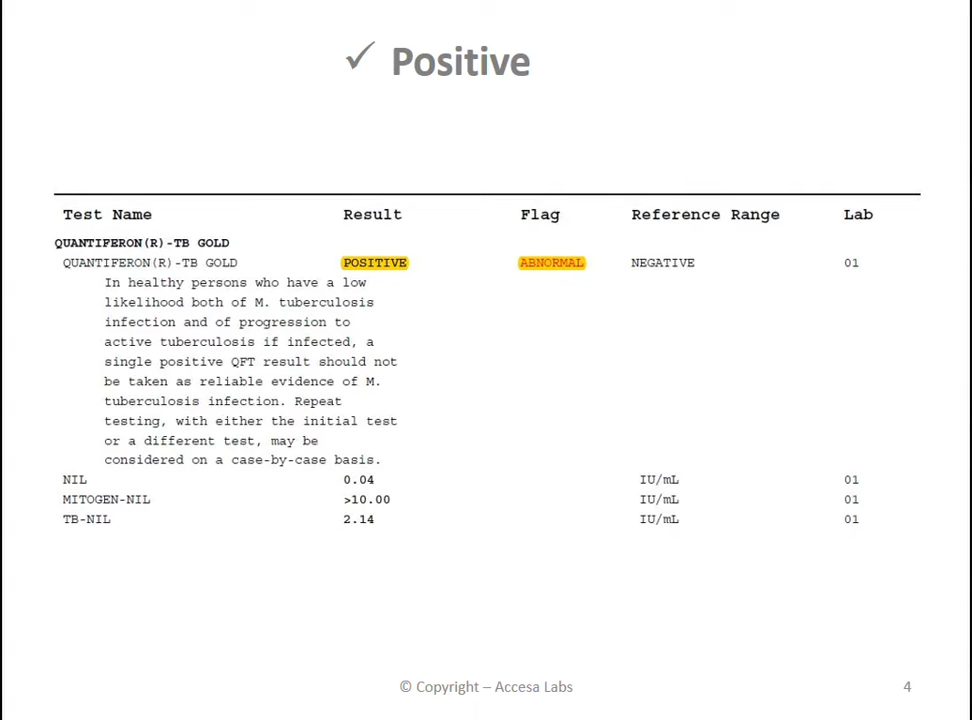 ✓ Positive
Test Name Result Flag Reference Range Lab
QUANTIFERON(R)-TB GOLD
QUANTIFERON(R)-TB GOLD POSITIVE ABNORMAL NEGATIVE 01
In healthy persons who have a low
likelihood both of M. tuberculosis
infection and of progression to
active tuberculosis if infected, a
single positive QFT result should not
be taken as reliable evidence of M.
tuberculosis infection. Repeat
testing, with either the initial test
or a different test, may be
considered on a case-by-case basis.
NIL 0.04 IU/mL 01
MITOGEN-NIL >10.00 IU/mL 01
TB-NIL 2.14 IU/mL 01
© Copyright – Accesa Labs 4